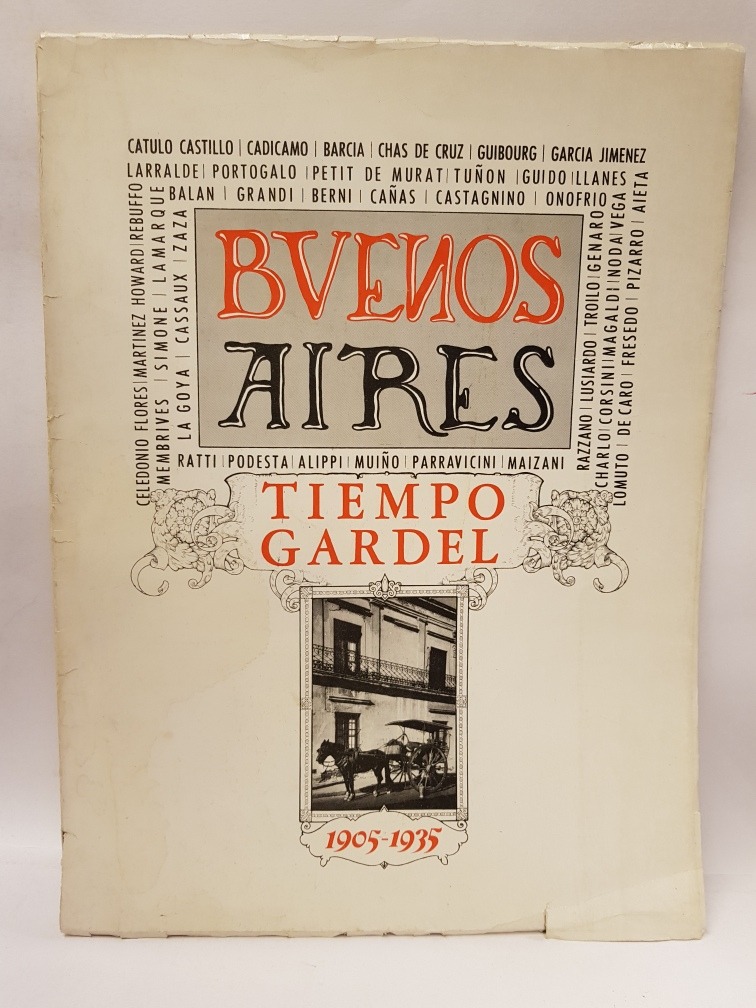 CATULO CASTILLO | CADICAMO | BARCIA | CHAS DE CRUZ | GUIBOURG | GARCIA JIMENEZ
LARRALDE | PORTOGALO | PETIT DE MURAT | TUÑON | GUIDO | LLANES
BALAN | GRANDI | BERNI | CAÑAS | CASTAGNINO | ONOFRIO
CELEDONIO FLORES | MARTINEZ HOWARD | REBUFFO
MEMBRIVES | SIMONE | LAMARQUE
LA GOYA | CASSAUX | ZAZA
BVENOS
AIRES
RAZZANO | LUSIARDO | TROILO | GENARO
CHARLO | CORSINI | MAGALDI | NODA | VEGA
LOMUTO | DE CARO | FRESEDO | PIZARRO | AIETA
RATTI | PODESTA | ALIPPI | MUIÑO | PARRAVICINI | MAIZANI
TIEMPO
GARDEL
1905-1935